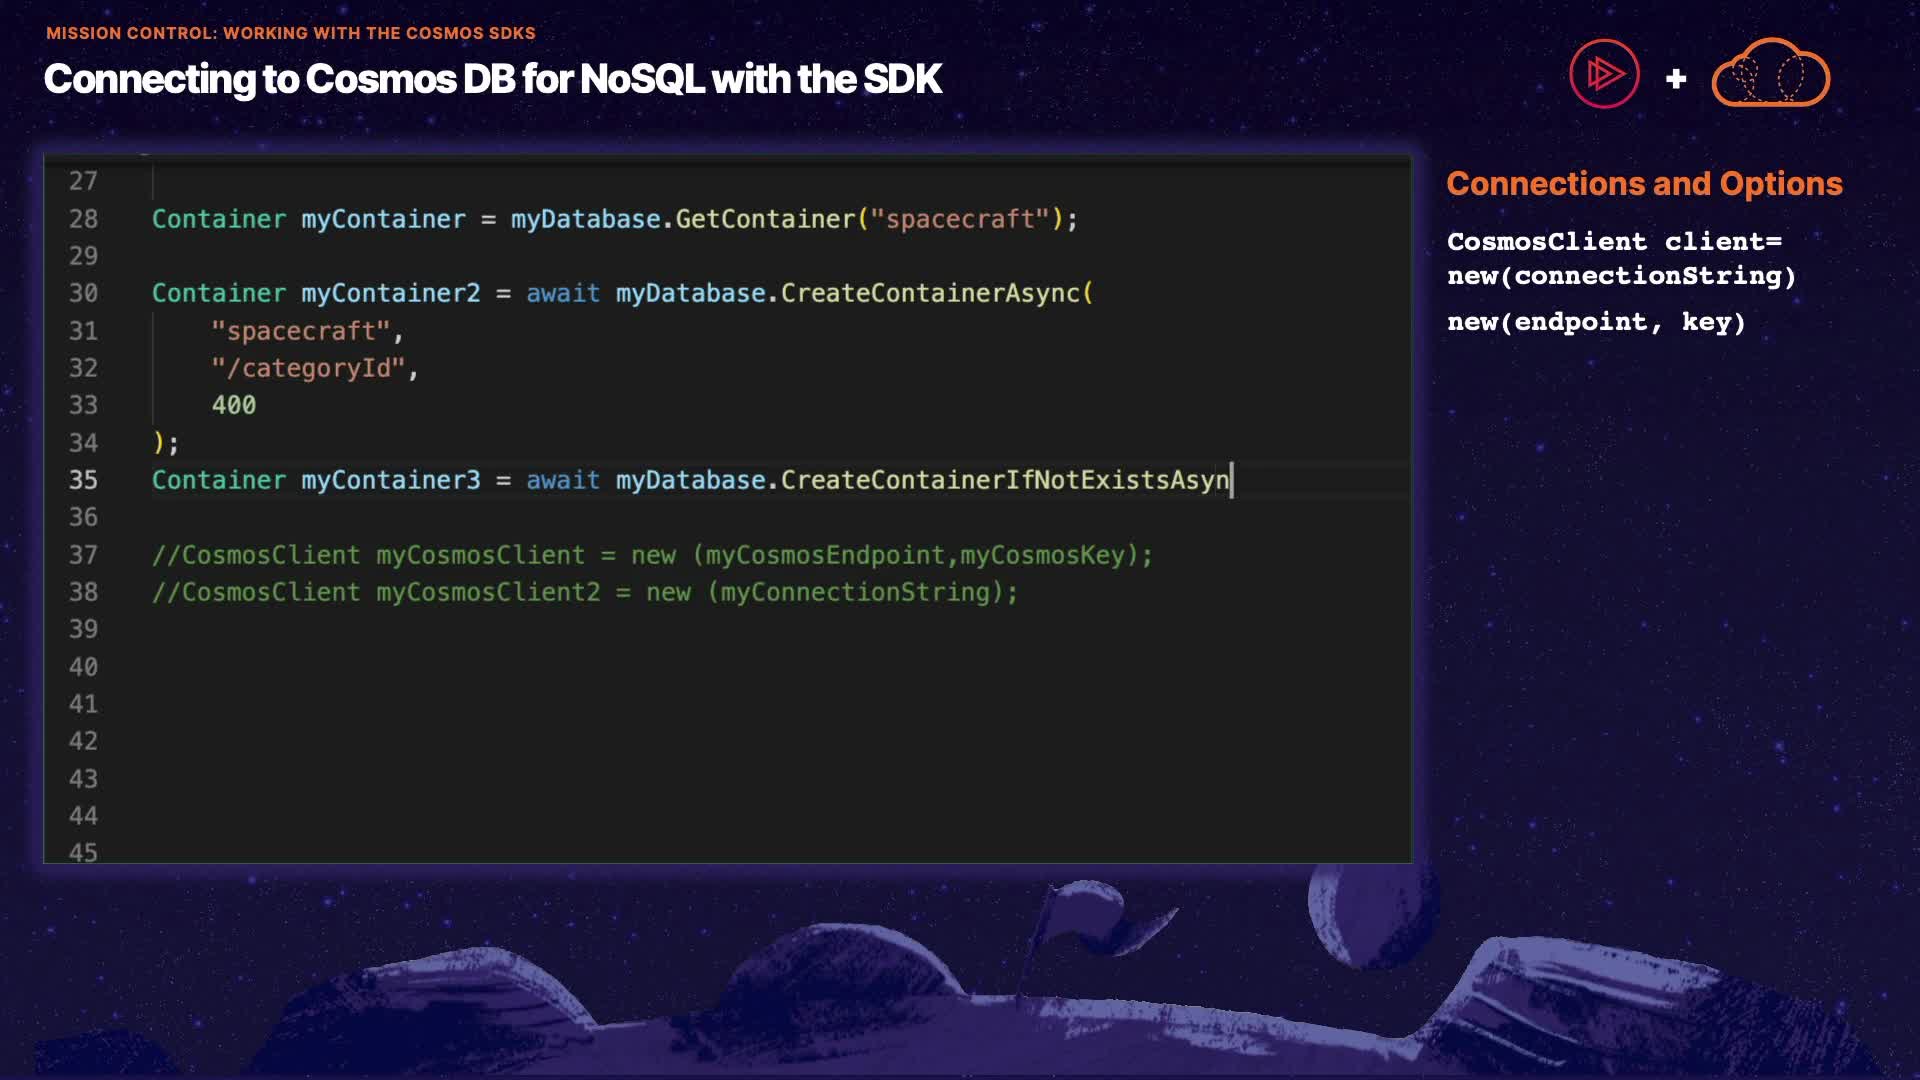 MISSION CONTROL: WORKING WITH THE COSMOS SDKS
Connecting to Cosmos DB for NoSQL with the SDK
+
27
28 Container myContainer = myDatabase.GetContainer("spacecraft");
29
30 Container myContainer2 = await myDatabase.CreateContainerAsync(
31 "spacecraft",
32 "/categoryId",
33 400
34 );
35 Container myContainer3 = await myDatabase.CreateContainerIfNotExistsAsyn
36
37 //CosmosClient myCosmosClient = new (myCosmosEndpoint,myCosmosKey);
38 //CosmosClient myCosmosClient2 = new (myConnectionString);
39
40
41
42
43
44
45
Connections and Options
CosmosClient client=
new(connectionString)
new(endpoint, key)